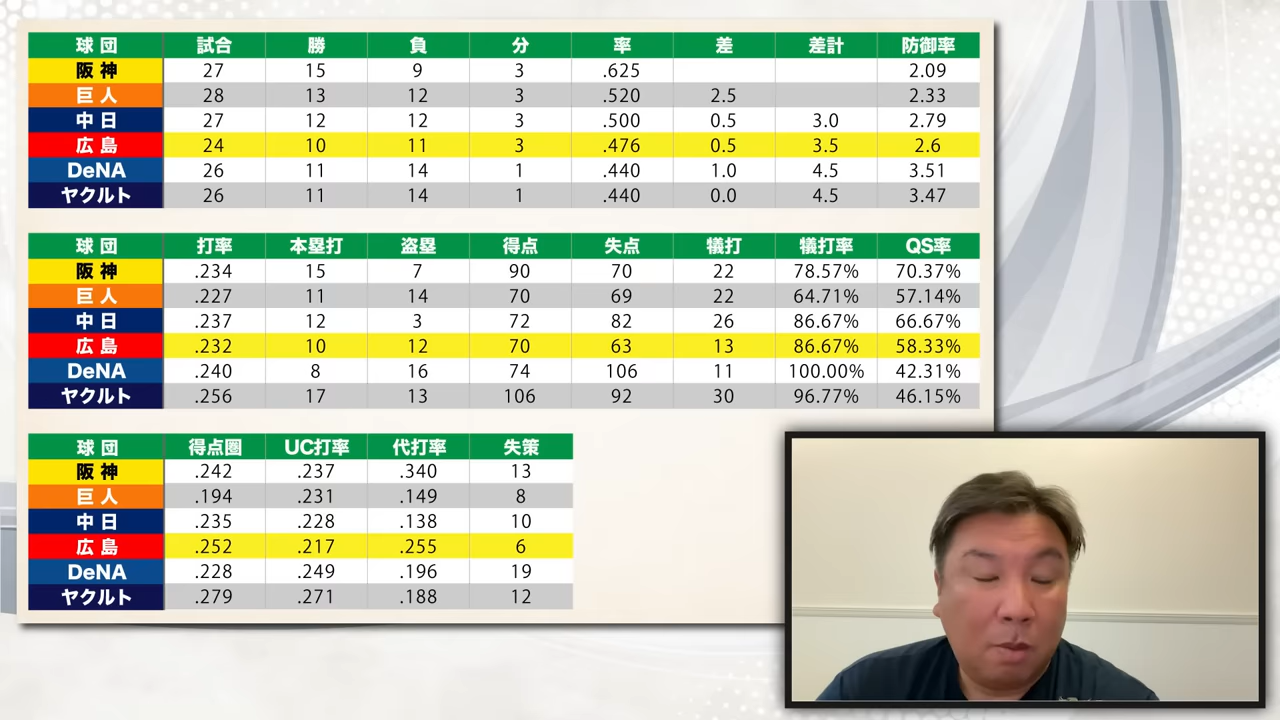 球団 試合 勝 負 分 率 差 差計 防御率
阪神 27 15 9 3 .625 2.09
巨人 28 13 12 3 .520 2.5 2.33
中日 27 12 12 3 .500 0.5 3.0 2.79
広島 24 10 11 3 .476 0.5 3.5 2.6
DeNA 26 11 14 1 .440 1.0 4.5 3.51
ヤクルト 26 11 14 1 .440 0.0 4.5 3.47
球団 打率 本塁打 盗塁 得点 失点 犠打 犠打率 QS率
阪神 .234 15 7 90 70 22 78.57% 70.37%
巨人 .227 11 14 70 69 22 64.71% 57.14%
中日 .237 12 3 72 82 26 86.67% 66.67%
広島 .232 10 12 70 63 13 86.67% 58.33%
DeNA .240 8 16 74 106 11 100.00% 42.31%
ヤクルト .256 17 13 106 92 30 96.77% 46.15%
球団 得点圏 UC打率 代打率 失策
阪神 .242 .237 .340 13
巨人 .194 .231 .149 8
中日 .235 .228 .138 10
広島 .252 .217 .255 6
DeNA .228 .249 .196 19
ヤクルト .279 .271 .188 12